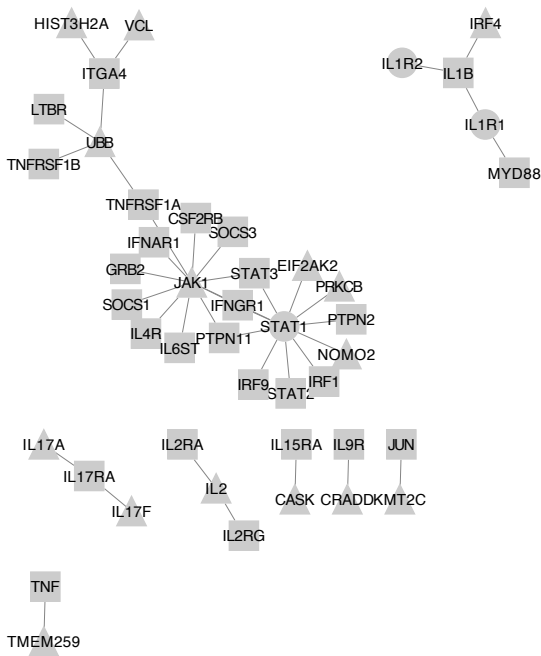 HIST3H2A
VCL
IRF4
ITGA4
IL1R2
IL1B
LTBR
UBB
IL1R1
TNFRSF1B
MYD88
TNFRSF1A
CSF2RB
SOCS3
IFNAR1
GRB2
JAK1
STAT3
EIF2AK2
PRKCB
SOCS1
IFNGR1
STAT1
PTPN2
IL4R
IL6ST
PTPN11
NOMO2
IRF9
STAT2
IRF1
IL17A
IL2RA
IL15RA
IL9R
JUN
IL17RA
IL2
IL17F
CASK
CRADD
KMT2C
IL2RG
TNF
TMEM259